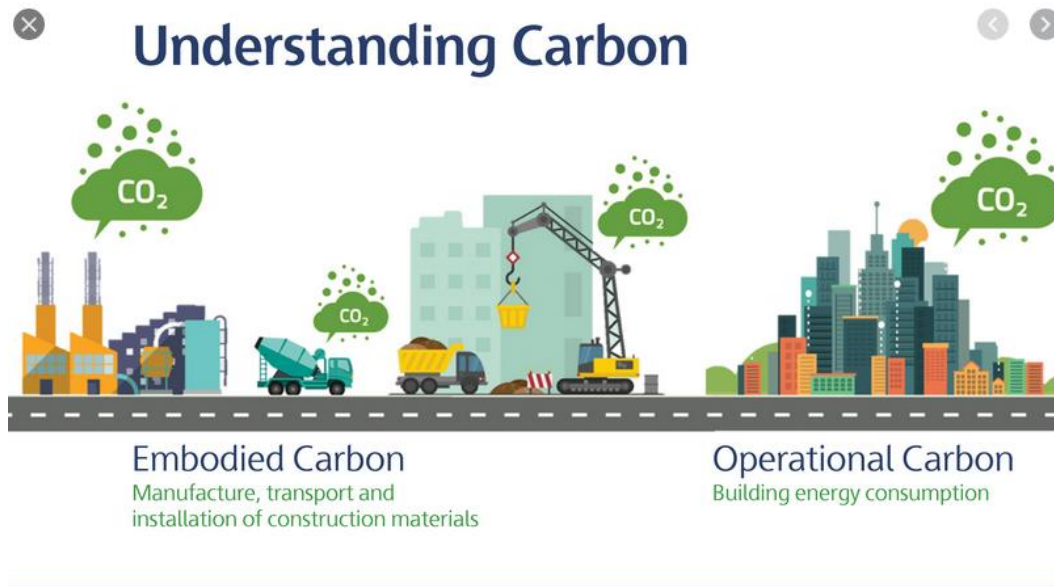 Understanding Carbon
CO₂
CO₂
CO₂
CO₂
Embodied Carbon
Manufacture, transport and
installation of construction materials
Operational Carbon
Building energy consumption